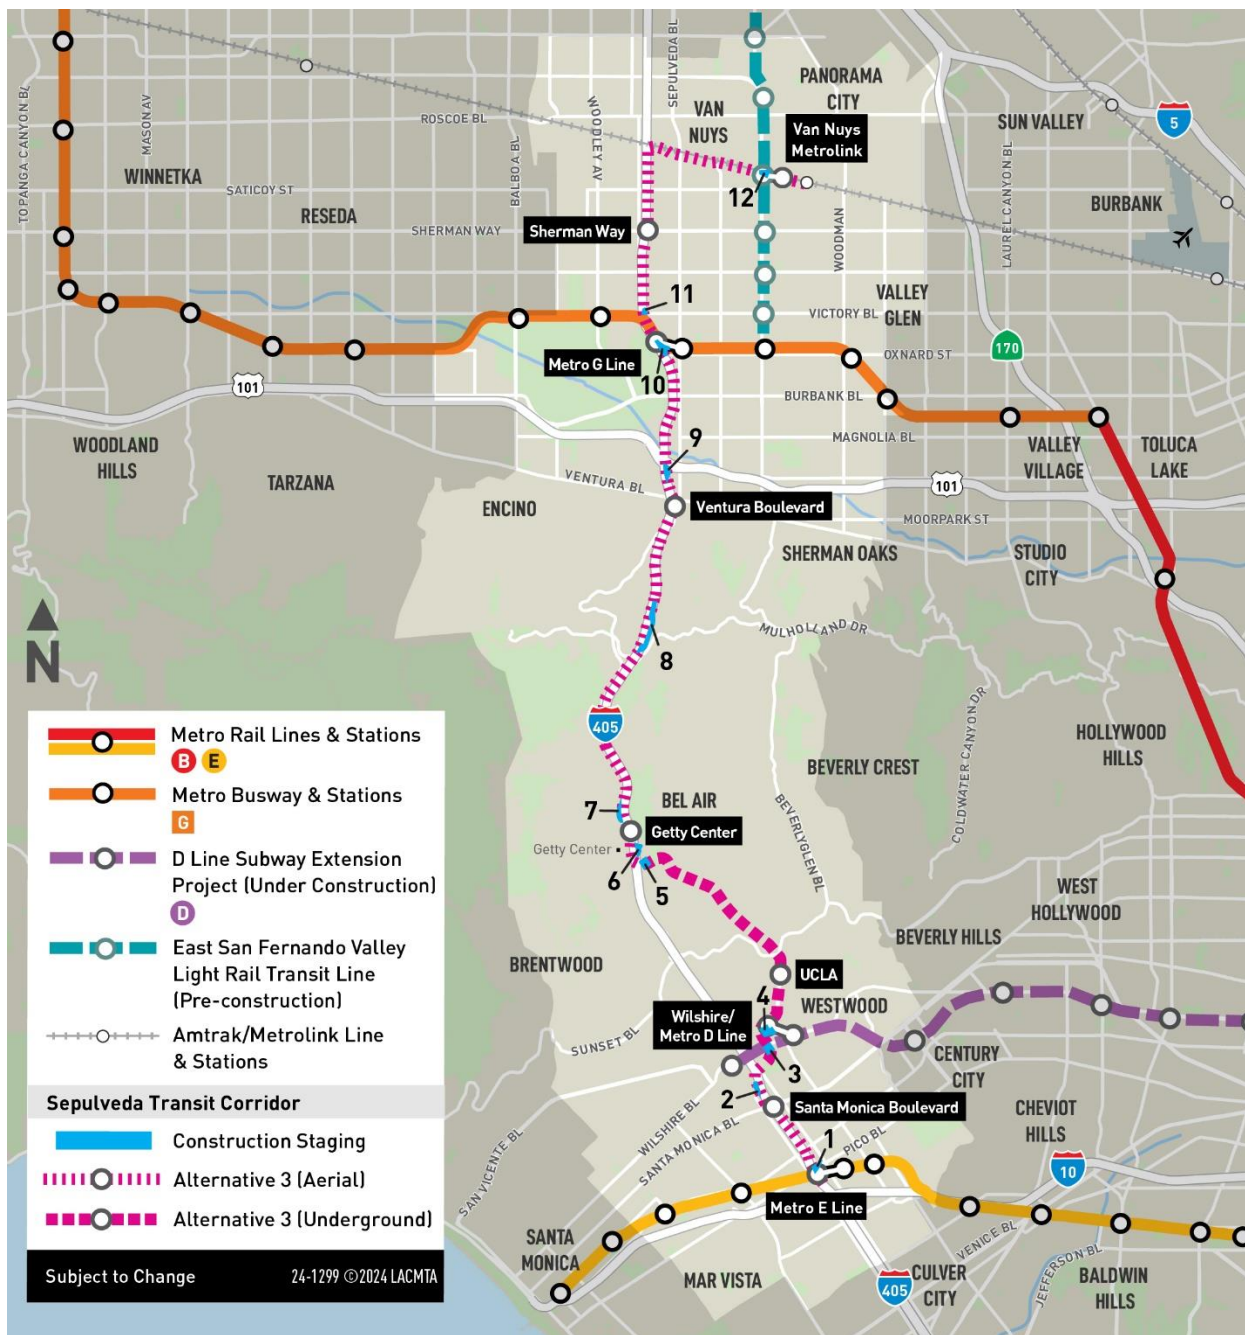 TOPANGA CANYON BL
MASON AV
WINNETKA
SATICOY ST
RESEDA
ROSCOE BL
BALBOA BL
SHERMAN WAY
WOODLEY AV
SEPULVEDA BL
VAN
NUYS
PANORAMA
CITY
Van Nuys
Metrolink
12
WOODMAN
SUN VALLEY
5
LAUREL CANYON BL
BURBANK
Sherman Way
11
VICTORY BL
VALLEY
GLEN
OXNARD ST
170
Metro G Line
10
BURBANK BL
MAGNOLIA BL
101
WOODLAND
HILLS
TARZANA
VENTURA BL
9
ENCINO
Ventura Boulevard
101
VALLEY
VILLAGE
TOLUCA
LAKE
MOORPARK ST
SHERMAN OAKS
STUDIO
CITY
MULHOLLAND DR
8
N
405
COLDWATER CANYON DR
HOLLYWOOD
HILLS
BEVERLY CREST
BEVERLY GLEN BL
7
BEL AIR
Getty Center
Getty Center
6
5
WEST
HOLLYWOOD
BEVERLY HILLS
BRENTWOOD
UCLA
4
WESTWOOD
Wilshire/
Metro D Line
SUNSET BL
3
CENTURY
CITY
2
WILSHIRE BL
SANTA MONICA BL
Santa Monica Boulevard
CHEVIOT
HILLS
1
PICO BL
10
SAN VICENTE BL
Metro E Line
SANTA
MONICA
VENICE BL
JEFFERSON BL
MAR VISTA
405
CULVER
CITY
BALDWIN
HILLS
Metro Rail Lines & Stations
B E
Metro Busway & Stations
G
D Line Subway Extension
Project (Under Construction)
D
East San Fernando Valley
Light Rail Transit Line
(Pre-construction)
Amtrak/Metrolink Line
& Stations
Sepulveda Transit Corridor
Construction Staging
Alternative 3 (Aerial)
Alternative 3 (Underground)
Subject to Change 24-1299 ©2024 LACMTA